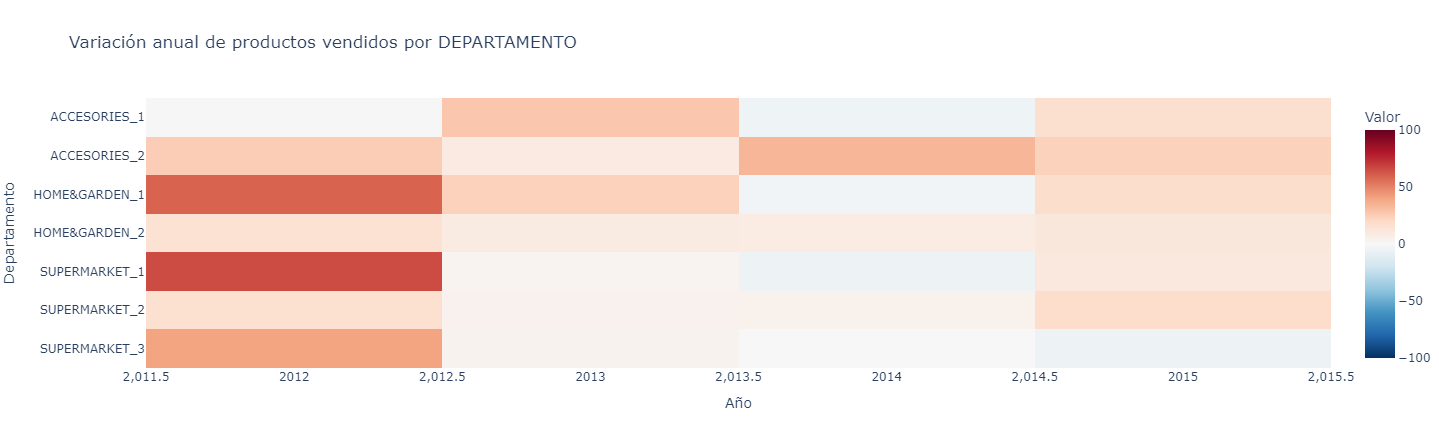 Variación anual de productos vendidos por DEPARTAMENTO
Departamento
ACCESORIES_1
ACCESORIES_2
HOME&GARDEN_1
HOME&GARDEN_2
SUPERMARKET_1
SUPERMARKET_2
SUPERMARKET_3
2,011.5 2012 2,012.5 2013 2,013.5 2014 2,014.5 2015 2,015.5
Año
Valor
100
50
0
−50
−100